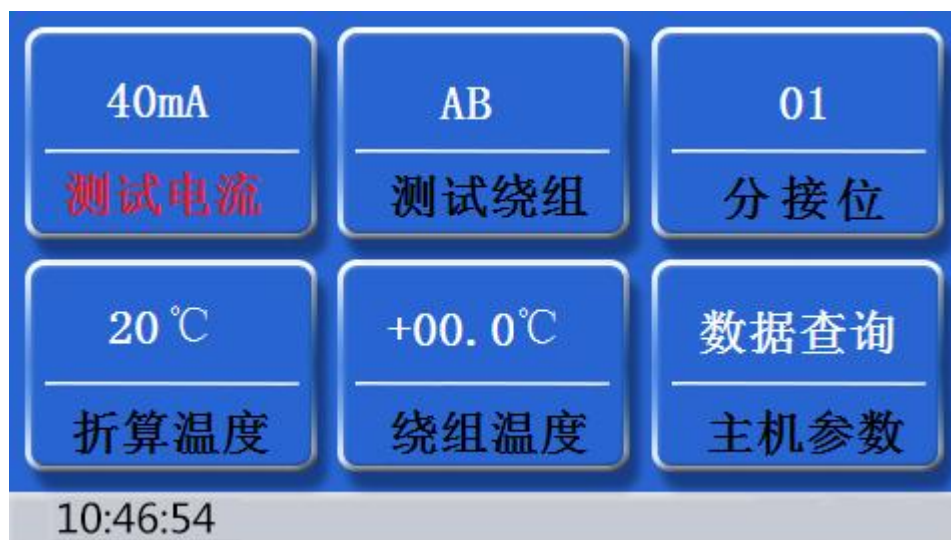 40mA
AB
01
测试电流
测试绕组
分接位
20℃
+00.0℃
数据查询
折算温度
绕组温度
主机参数
10:46:54